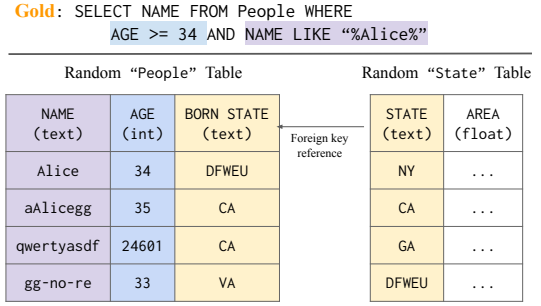 Gold: SELECT NAME FROM People WHERE
AGE >= 34 AND NAME LIKE “%Alice%”
Random “People” Table
NAME (text) AGE (int) BORN STATE (text)
Alice 34 DFWEU
aAlicegg 35 CA
qwertyasdf 24601 CA
gg-no-re 33 VA
Foreign key
reference
Random “State” Table
STATE (text) AREA (float)
NY ...
CA ...
GA ...
DFWEU ...